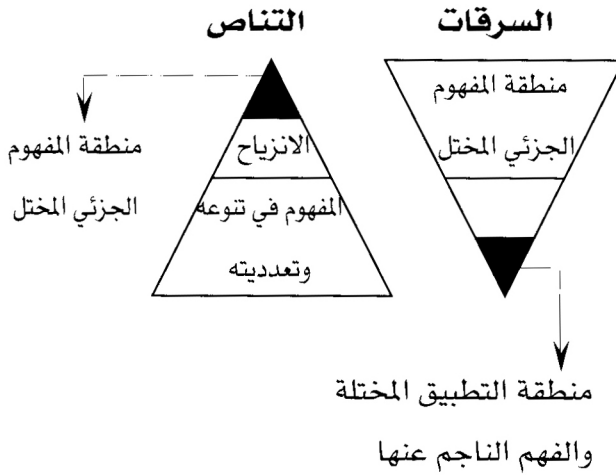 السرقات
التناص
منطقة المفهوم
الجزئي المختل
الانزياح
المفهوم في تنوعه
وتعدديته
منطقة المفهوم
الجزئي المختل
منطقة التطبيق المختلة
والفهم الناجم عنها